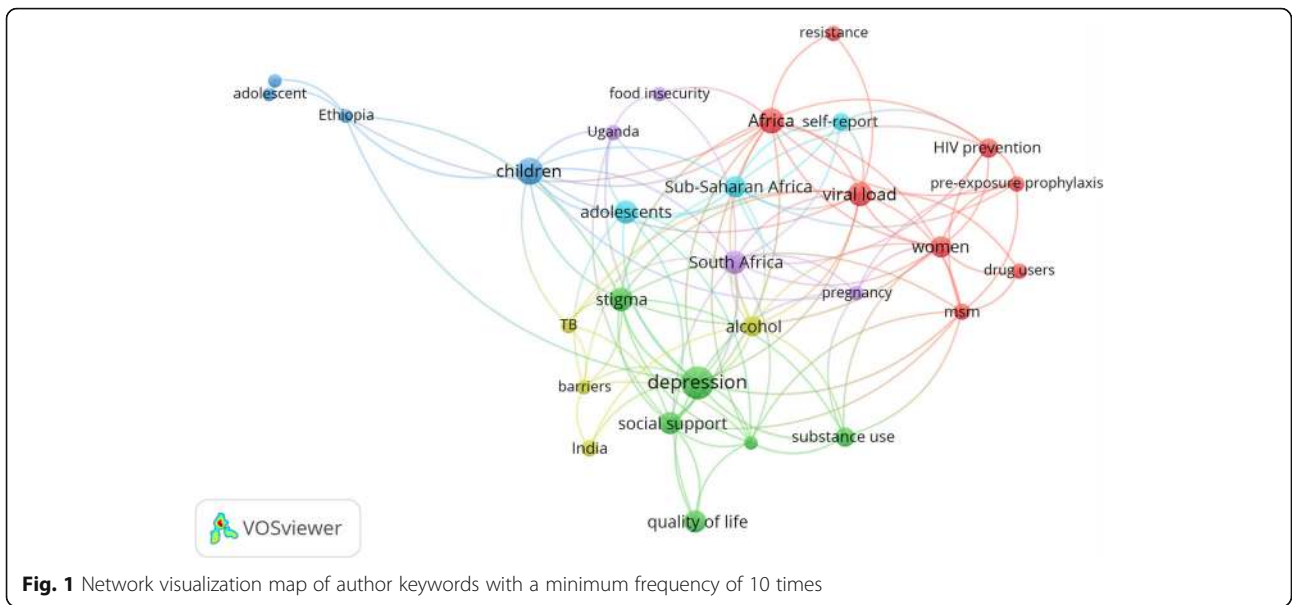 resistance
adolescent
food insecurity
Ethiopia
Africa
self-report
Uganda
HIV prevention
children
Sub-Saharan Africa
viral load
pre-exposure prophylaxis
adolescents
women
South Africa
drug users
stigma
pregnancy
msm
TB
alcohol
depression
barriers
social support
substance use
India
quality of life
VOSviewer
Fig. 1 Network visualization map of author keywords with a minimum frequency of 10 times